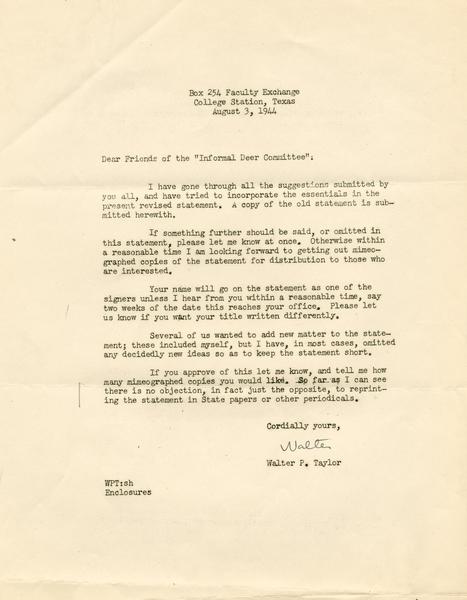 Box 254 Faculty Exchange
College Station, Texas
August 3, 1944
Dear Friends of the "Informal Deer Committee":
I have gone through all the suggestions submitted by
you all, and have tried to incorporate the essentials in the
present revised statement. A copy of the old statement is sub-
mitted herewith.
If something further should be said, or omitted in
this statement, please let me know at once. Otherwise within
a reasonable time I am looking forward to getting out mimeo-
graphed copies of the statement for distribution to those who
are interested.
Your name will go on the statement as one of the
signers unless I hear from you within a reasonable time, say
two weeks of the date this reaches your office. Please let
us know if you want your title written differently.
Several of us wanted to add new matter to the state-
ment; these included myself, but I have, in most cases, omitted
any decidedly new ideas so as to keep the statement short.
If you approve of this let me know, and tell me how
many mimeographed copies you would like. So far as I can see
there is no objection, in fact just the opposite, to reprint-
ing the statement in State papers or other periodicals.
Cordially yours,
Walter
Walter P. Taylor
WPT:sh
Enclosures